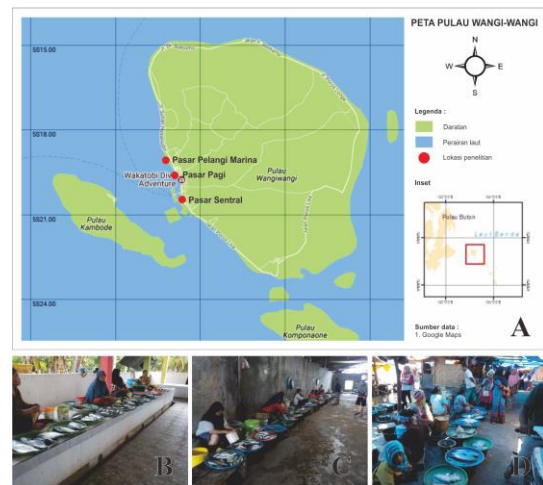 PETA PULAU WANGI-WANGI
N
W
E
S
Legenda :
Daratan
Perairan laut
Lokasi penelitian
Inset
Pulau Buton
Laut Banda
Sumber data :
1. Google Maps
A
5S15.00
5S18.00
5S21.00
5S24.00
Pasar Pelangi Marina
Wakatobi Dive
Adventure
Pasar Pagi
Pasar Sentral
Pulau
Wangiwangi
Pulau
Kambode
Pulau
Komponaone
B
C
D